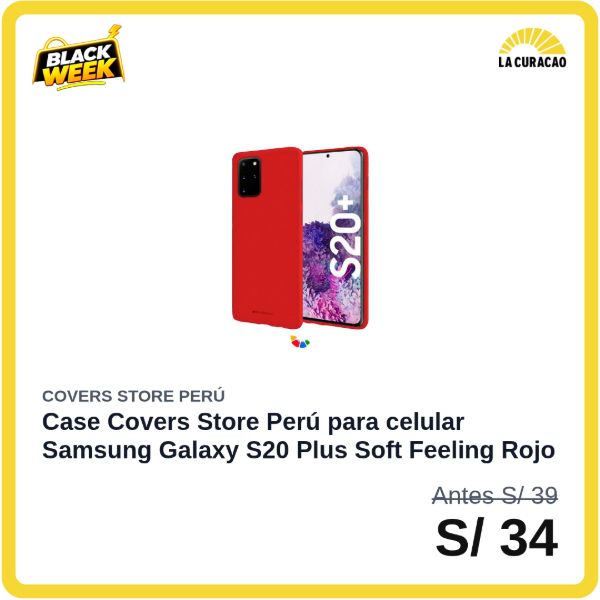 BLACK
WEEK
LA CURACAO
S20+
COVERS STORE PERÚ
Case Covers Store Perú para celular
Samsung Galaxy S20 Plus Soft Feeling Rojo
Antes S/ 39
S/ 34